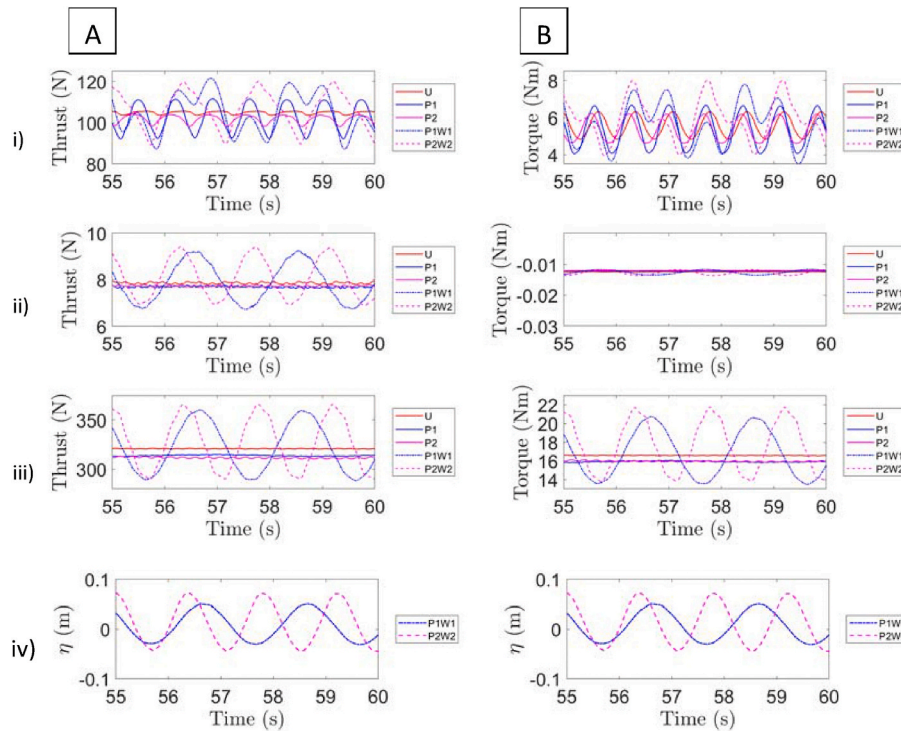 A
B
i)
Thrust (N)
120
100
80
55 56 57 58 59 60
Time (s)
U
P1
P2
P1W1
P2W2
Torque (Nm)
8
6
4
55 56 57 58 59 60
Time (s)
U
P1
P2
P1W1
P2W2
ii)
Thrust (N)
10
8
6
55 56 57 58 59 60
Time (s)
U
P1
P2
P1W1
P2W2
Torque (Nm)
-0.01
-0.02
-0.03
55 56 57 58 59 60
Time (s)
U
P1
P2
P1W1
P2W2
iii)
Thrust (N)
350
300
55 56 57 58 59 60
Time (s)
U
P1
P2
P1W1
P2W2
Torque (Nm)
22
20
18
16
14
55 56 57 58 59 60
Time (s)
U
P1
P2
P1W1
P2W2
iv)
η (m)
0.1
0
-0.1
55 56 57 58 59 60
Time (s)
P1W1
P2W2
η (m)
0.1
0
-0.1
55 56 57 58 59 60
Time (s)
P1W1
P2W2